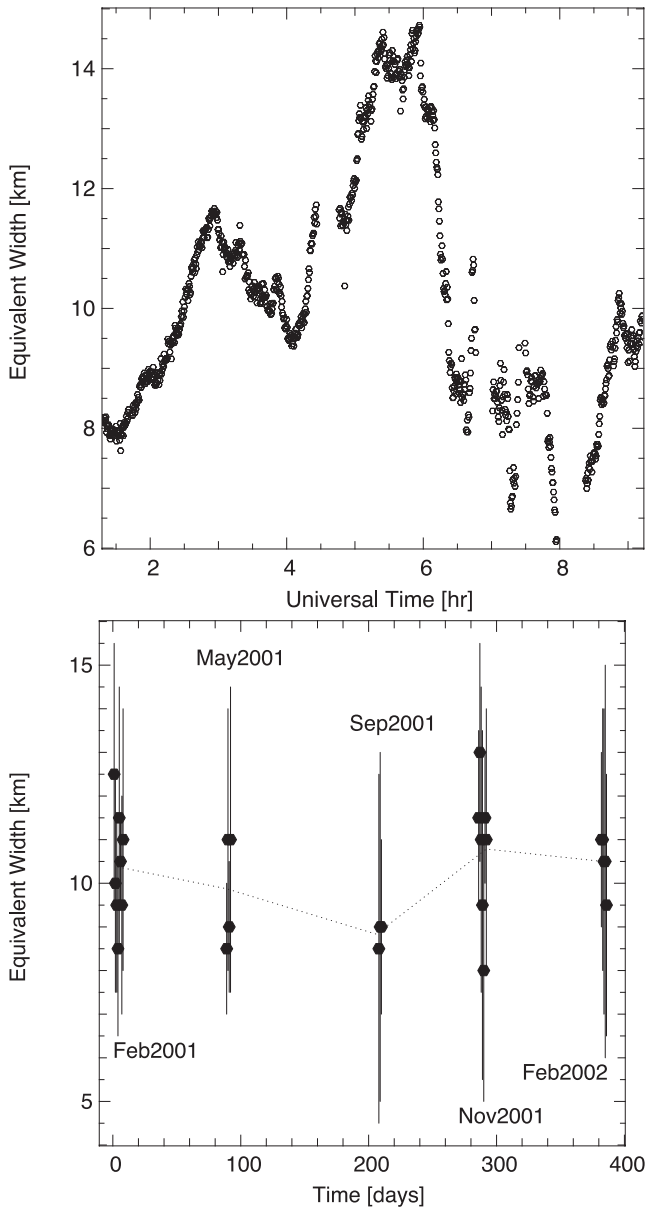 14
12
10
8
6
Equivalent Width [km]
2 4 6 8
Universal Time [hr]
15
10
5
Equivalent Width [km]
May2001
Sep2001
Feb2001
Feb2002
Nov2001
0 100 200 300 400
Time [days]